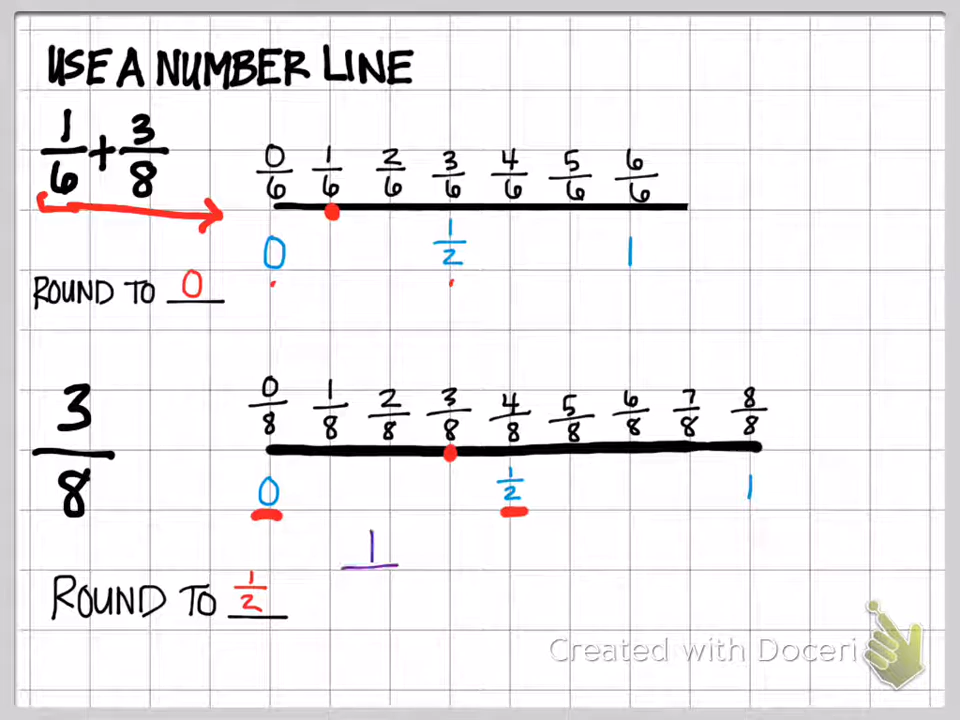 USE A NUMBER LINE
1/6 + 3/8
0/6 1/6 2/6 3/6 4/6 5/6 6/6
0 1/2 1
ROUND TO 0
3/8
0/8 1/8 2/8 3/8 4/8 5/8 6/8 7/8 8/8
0 1/2 1
1
ROUND TO 1/2
Created with Doceri